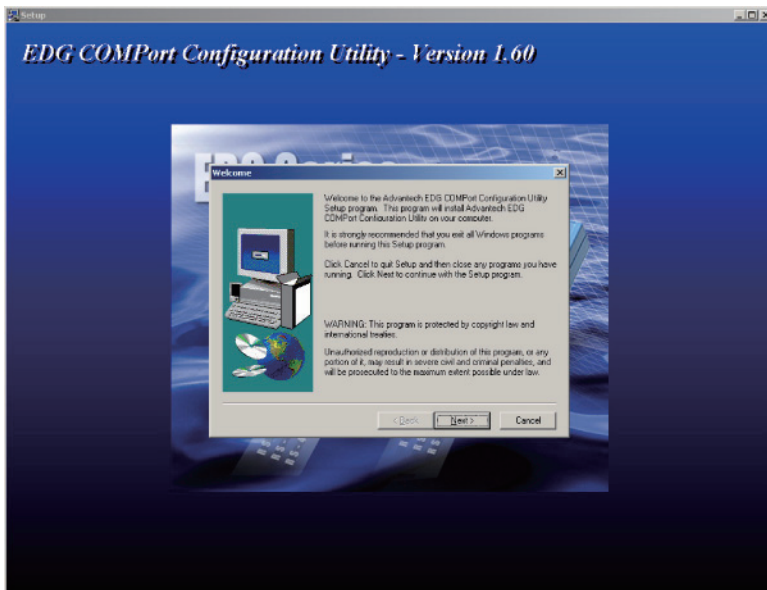 Setup
EDG COMPort Configuration Utility - Version 1.60
Welcome
Welcome to the Advantech EDG COMPort Configuration Utility
Setup program. This program will install Advantech EDG
COMPort Configuration Utility on your computer.
It is strongly recommended that you exit all Windows programs
before running this Setup program.
Click Cancel to quit Setup and then close any programs you have
running. Click Next to continue with the Setup program.
WARNING: This program is protected by copyright law and
international treaties.
Unauthorized reproduction or distribution of this program, or any
portion of it, may result in severe civil and criminal penalties, and
will be prosecuted to the maximum extent possible under law.
< Back Next > Cancel